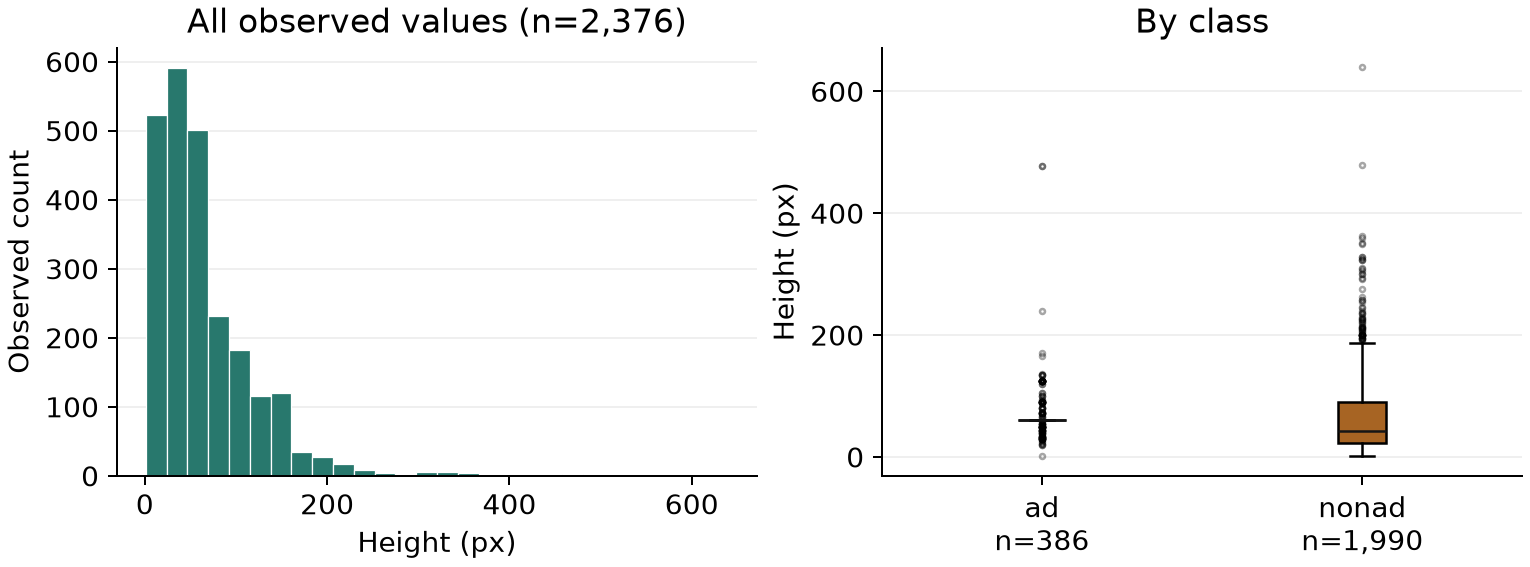 All observed values (n=2,376)
Observed count
600
500
400
300
200
100
0
0 200 400 600
Height (px)
By class
Height (px)
600
400
200
0
ad nonad
n=386 n=1,990